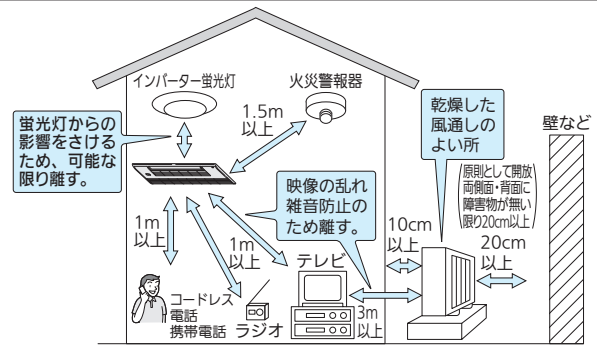 インバーター蛍光灯
火災警報器
蛍光灯からの
影響をさける
ため、可能な
限り離す。
1.5m
以上
乾燥した
風通しの
よい所
壁など
原則として開放
両側面・背面に
障害物が無い
限り20cm以上
映像の乱れ
雑音防止の
ため離す。
1m
以上
1m
以上
10cm
以上
20cm
以上
テレビ
コードレス
電話
携帯電話
ラジオ
3m
以上